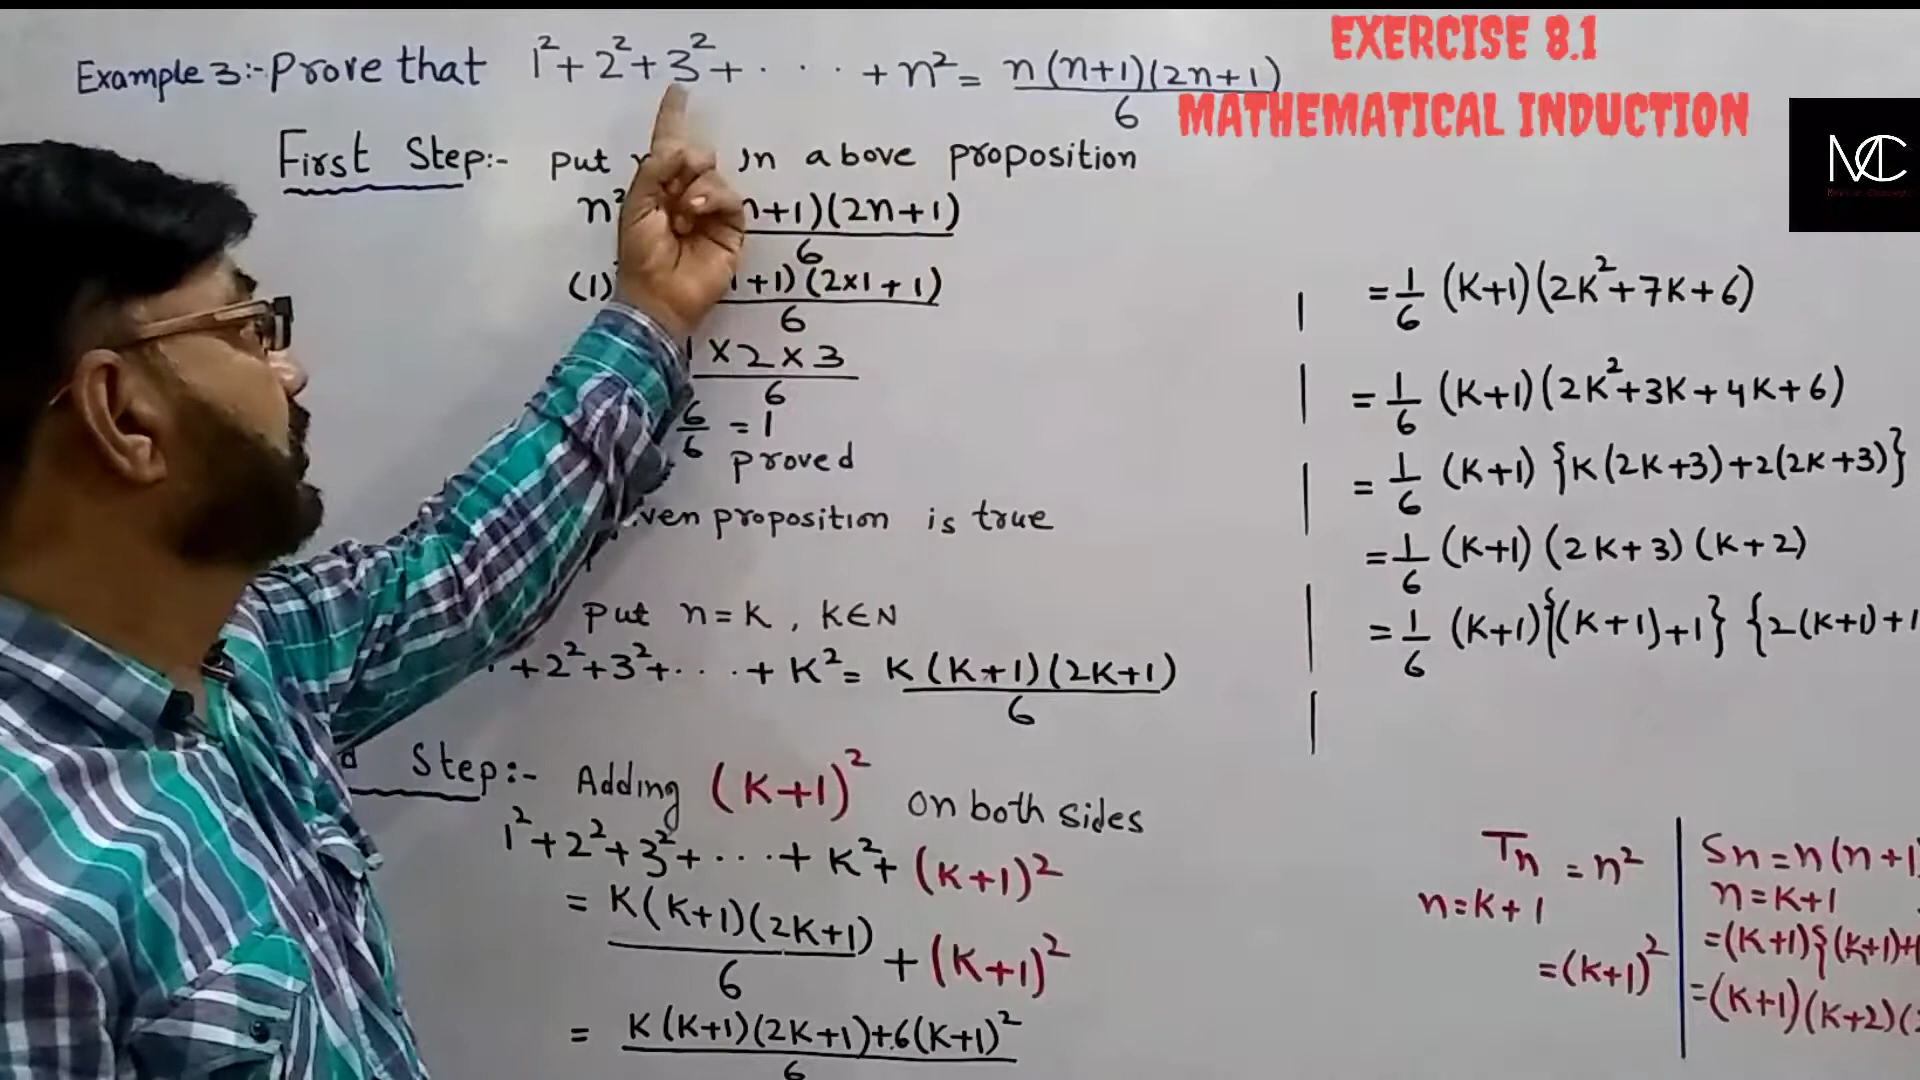 EXERCISE 8.1
MATHEMATICAL INDUCTION
MC
Example 3:- Prove that 1²+2²+3²+ · · · +n² = n(n+1)(2n+1)
6
First Step:- put in above proposition
n² n+1)(2n+1)
6
(1) 1+1)(2×1+1)
6
1×2×3
6
6/6 = 1
proved
proposition is true
put n=K, K∈N
+2²+3²+· · ·+K² = K(K+1)(2K+1)
6
Step:- Adding (K+1)² on both sides
1²+2²+3²+· · ·+K²+(K+1)²
= K(K+1)(2K+1)
6
+(K+1)²
= K(K+1)(2K+1)+6(K+1)²
6
= 1/6 (K+1)(2K²+7K+6)
= 1/6 (K+1)(2K²+3K+4K+6)
= 1/6 (K+1){K(2K+3)+2(2K+3)}
= 1/6 (K+1)(2K+3)(K+2)
= 1/6 (K+1){(K+1)+1}{2(K+1)+1
Tn = n²
n=K+1
=(K+1)²
Sn=n(n+1
n=K+1
=(K+1){(K+1)+1
=(K+1)(K+2)(